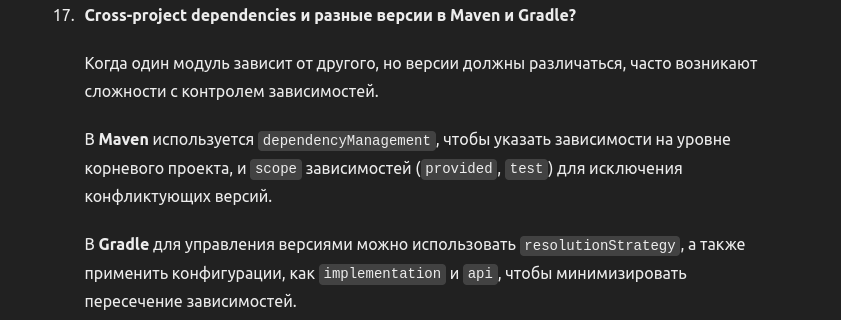 17. Cross-project dependencies и разные версии в Maven и Gradle?
Когда один модуль зависит от другого, но версии должны различаться, часто возникают
сложности с контролем зависимостей.
В Maven используется dependencyManagement, чтобы указать зависимости на уровне
корневого проекта, и scope зависимостей (provided, test) для исключения
конфликтующих версий.
В Gradle для управления версиями можно использовать resolutionStrategy, а также
применить конфигурации, как implementation и api, чтобы минимизировать
пересечение зависимостей.